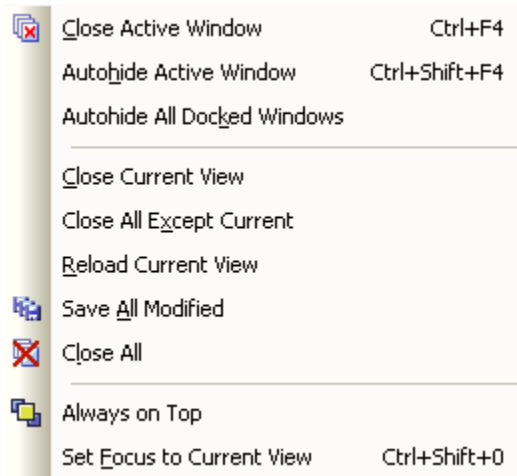 Close Active Window Ctrl+F4
Autohide Active Window Ctrl+Shift+F4
Autohide All Docked Windows
Close Current View
Close All Except Current
Reload Current View
Save All Modified
Close All
Always on Top
Set Focus to Current View Ctrl+Shift+0